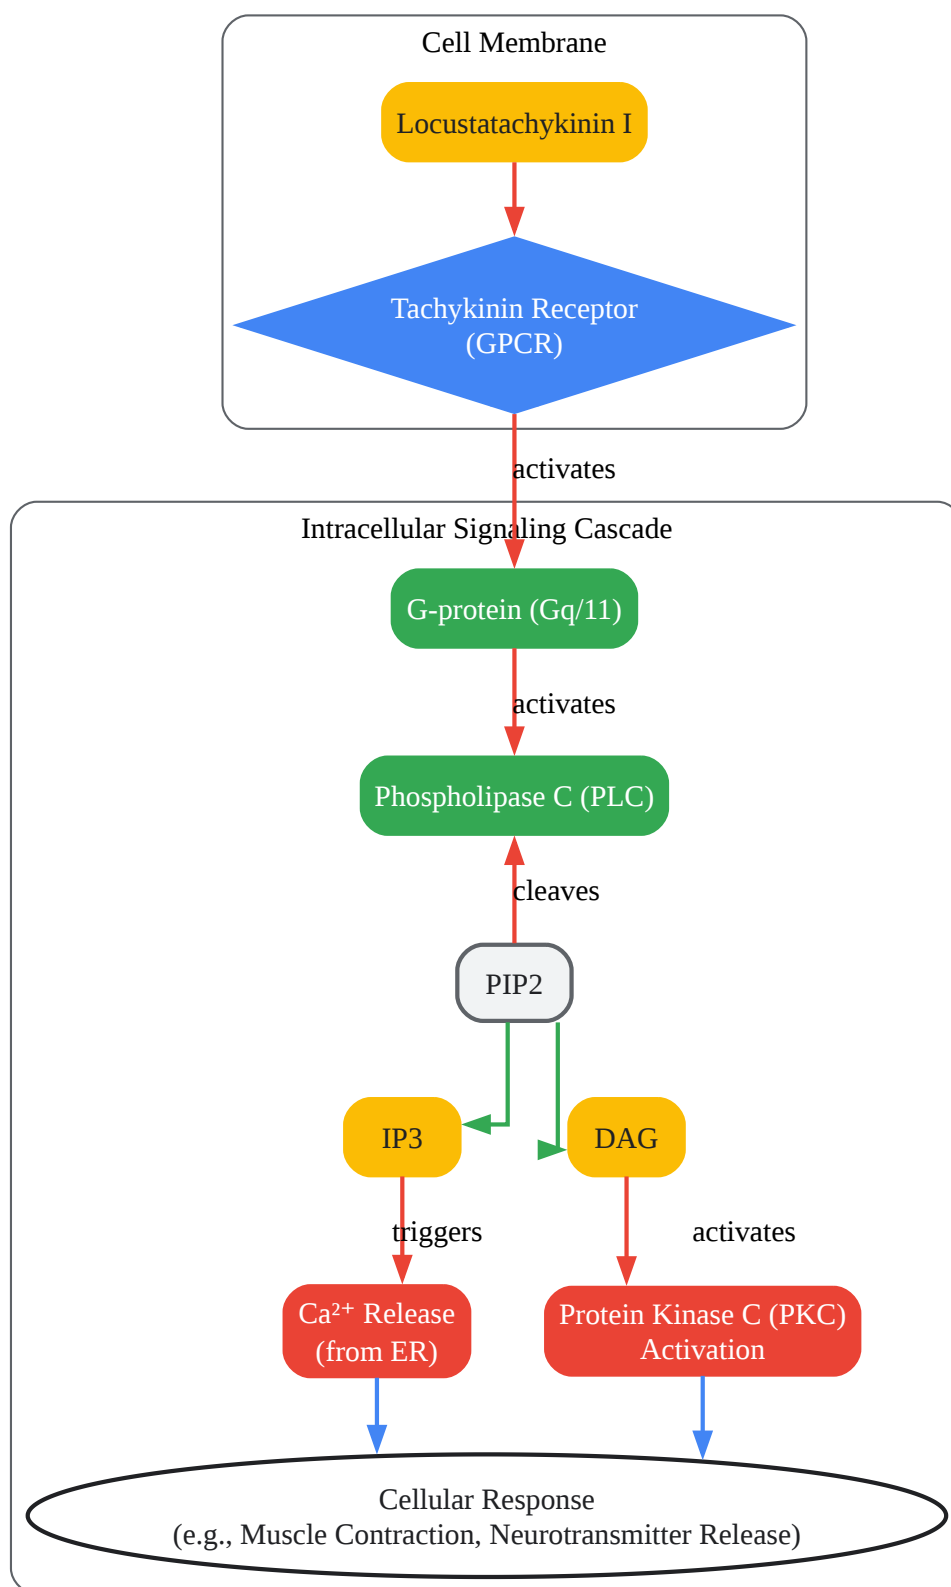 Cell Membrane
Locustatachykinin I
Tachykinin Receptor
(GPCR)
activates
Intracellular Signaling Cascade
G-protein (Gq/11)
activates
Phospholipase C (PLC)
cleaves
PIP2
IP3
DAG
triggers
activates
Ca²⁺ Release
(from ER)
Protein Kinase C (PKC)
Activation
Cellular Response
(e.g., Muscle Contraction, Neurotransmitter Release)